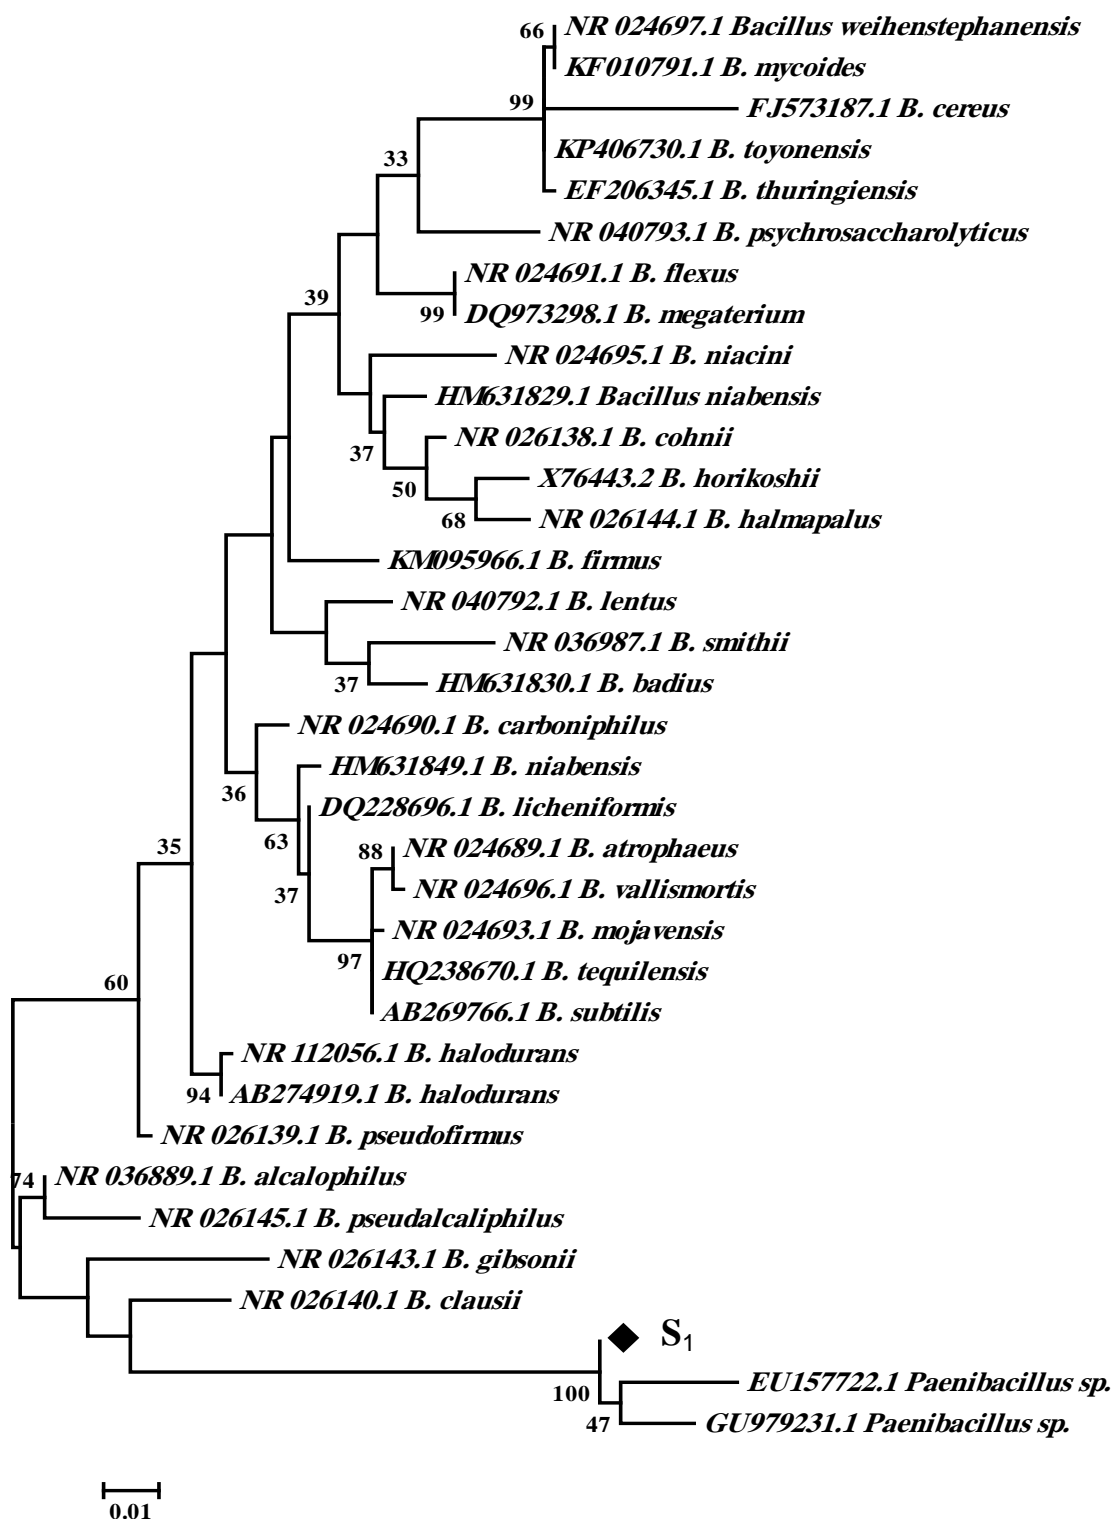 66
NR 024697.1 Bacillus weihenstephanensis
KF010791.1 B. mycoides
99
FJ573187.1 B. cereus
KP406730.1 B. toyonensis
33
EF206345.1 B. thuringiensis
NR 040793.1 B. psychrosaccharolyticus
NR 024691.1 B. flexus
39
99
DQ973298.1 B. megaterium
NR 024695.1 B. niacini
HM631829.1 Bacillus niabensis
NR 026138.1 B. cohnii
37
X76443.2 B. horikoshii
50
NR 026144.1 B. halmapalus
68
KM095966.1 B. firmus
NR 040792.1 B. lentus
NR 036987.1 B. smithii
HM631830.1 B. badius
37
NR 024690.1 B. carboniphilus
HM631849.1 B. niabensis
36
DQ228696.1 B. licheniformis
63
35
88
NR 024689.1 B. atrophaeus
37
NR 024696.1 B. vallismortis
NR 024693.1 B. mojavensis
97
HQ238670.1 B. tequilensis
60
AB269766.1 B. subtilis
NR 112056.1 B. halodurans
94
AB274919.1 B. halodurans
NR 026139.1 B. pseudofirmus
74
NR 036889.1 B. alcalophilus
NR 026145.1 B. pseudalcaliphilus
NR 026143.1 B. gibsonii
NR 026140.1 B. clausii
S1
100
EU157722.1 Paenibacillus sp.
47
GU979231.1 Paenibacillus sp.
0.01